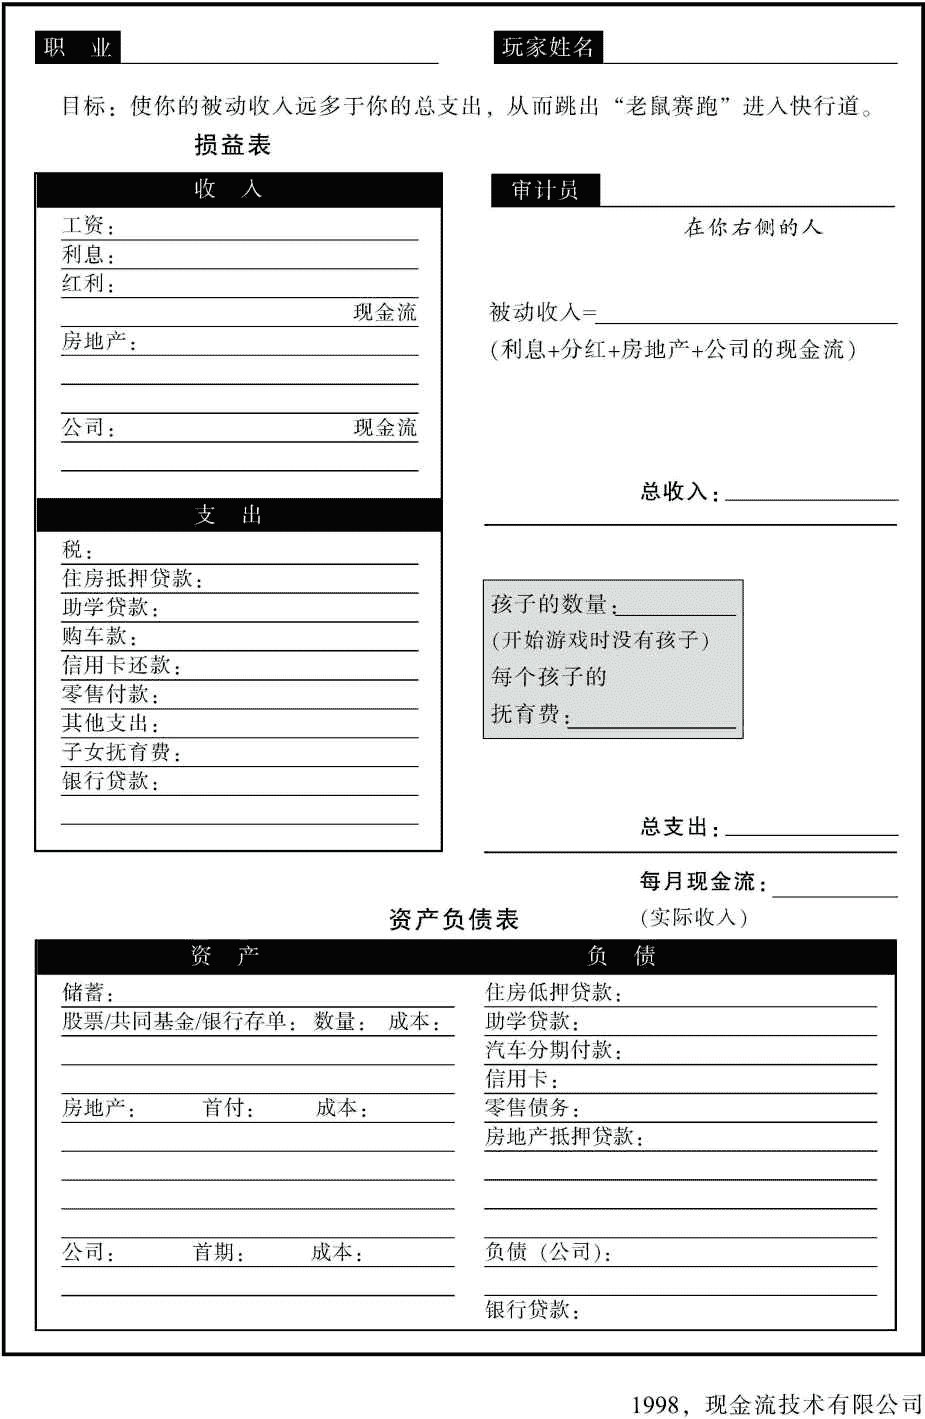 职 业
玩家姓名
目标：使你的被动收入远多于你的总支出，从而跳出“老鼠赛跑”进入快行道。
损益表
收 入
工资：
利息：
红利：
现金流
房地产：
公司： 现金流
支 出
税：
住房抵押贷款：
助学贷款：
购车款：
信用卡还款：
零售付款：
其他支出：
子女抚育费：
银行贷款：
审计员
在你右侧的人
被动收入=
(利息+分红+房地产+公司的现金流)
总收入：
孩子的数量：
(开始游戏时没有孩子)
每个孩子的
抚育费：
总支出：
每月现金流：
(实际收入)
资产负债表
资 产
储蓄：
股票/共同基金/银行存单： 数量： 成本：
房地产： 首付： 成本：
公司： 首期： 成本：
负 债
住房低押贷款：
助学贷款：
汽车分期付款：
信用卡：
零售债务：
房地产抵押贷款：
负债（公司）：
银行贷款：
1998，现金流技术有限公司